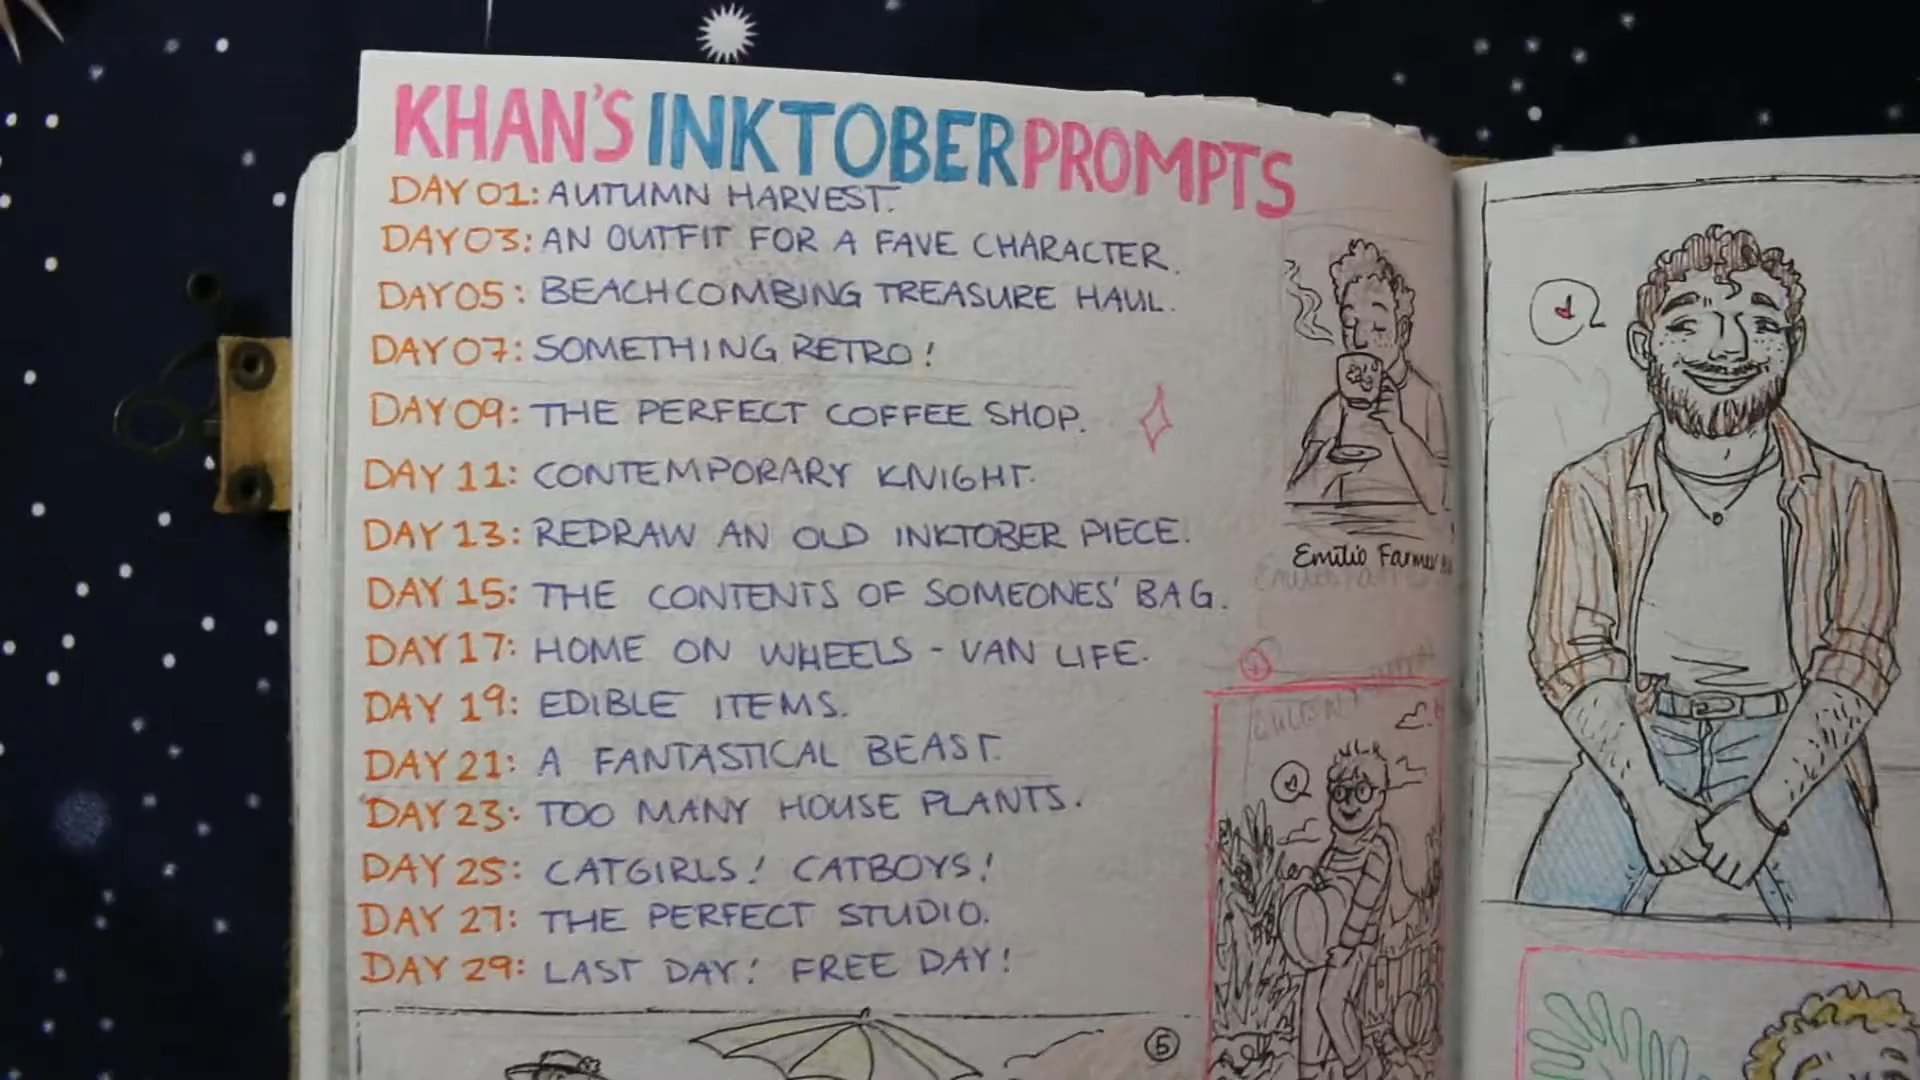 KHAN'S INKTOBER PROMPTS
DAY 01: AUTUMN HARVEST.
DAY 03: AN OUTFIT FOR A FAVE CHARACTER.
DAY 05: BEACHCOMBING TREASURE HAUL.
DAY 07: SOMETHING RETRO!
DAY 09: THE PERFECT COFFEE SHOP.
DAY 11: CONTEMPORARY KNIGHT.
DAY 13: REDRAW AN OLD INKTOBER PIECE.
DAY 15: THE CONTENTS OF SOMEONES' BAG.
DAY 17: HOME ON WHEELS - VAN LIFE.
DAY 19: EDIBLE ITEMS.
DAY 21: A FANTASTICAL BEAST.
DAY 23: TOO MANY HOUSE PLANTS.
DAY 25: CATGIRLS! CATBOYS!
DAY 27: THE PERFECT STUDIO.
DAY 29: LAST DAY! FREE DAY!
Emilio Farmer
5